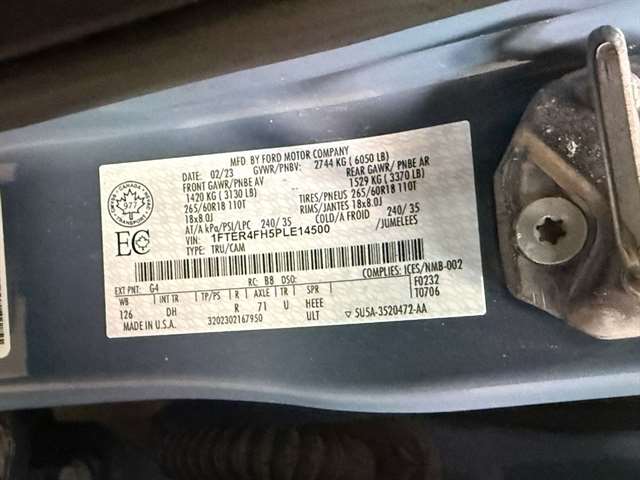 MFD BY FORD MOTOR COMPANY
DATE: 02/23 GVWR/PNBV: 2744 KG ( 6050 LB)
FRONT GAWR/PNBE AV REAR GAWR/ PNBE AR
1420 KG ( 3130 LB) 1529 KG ( 3370 LB)
265/60R18 110T TIRES/PNEUS 265/60R18 110T
18x8.0J RIMS/JANTES 18x8.0J
AT/A kPa/PSI/LPC 240/ 35 COLD/A FROID 240/ 35
VIN: 1FTER4FH5PLE14500 /JUMELEES
TYPE: TRU/CAM
CANADA
TRANSPORT
EC
COMPLIES: ICES/NMB-002
EXT PNT: G4 RC: B8 DSO: F0232
WB INT TR TP/PS R AXLE TR SPR T0706
126 DH R 71 U HEEE
MADE IN U.S.A. 3202302167950 ULT ▽ 5U5A-3520472-AA